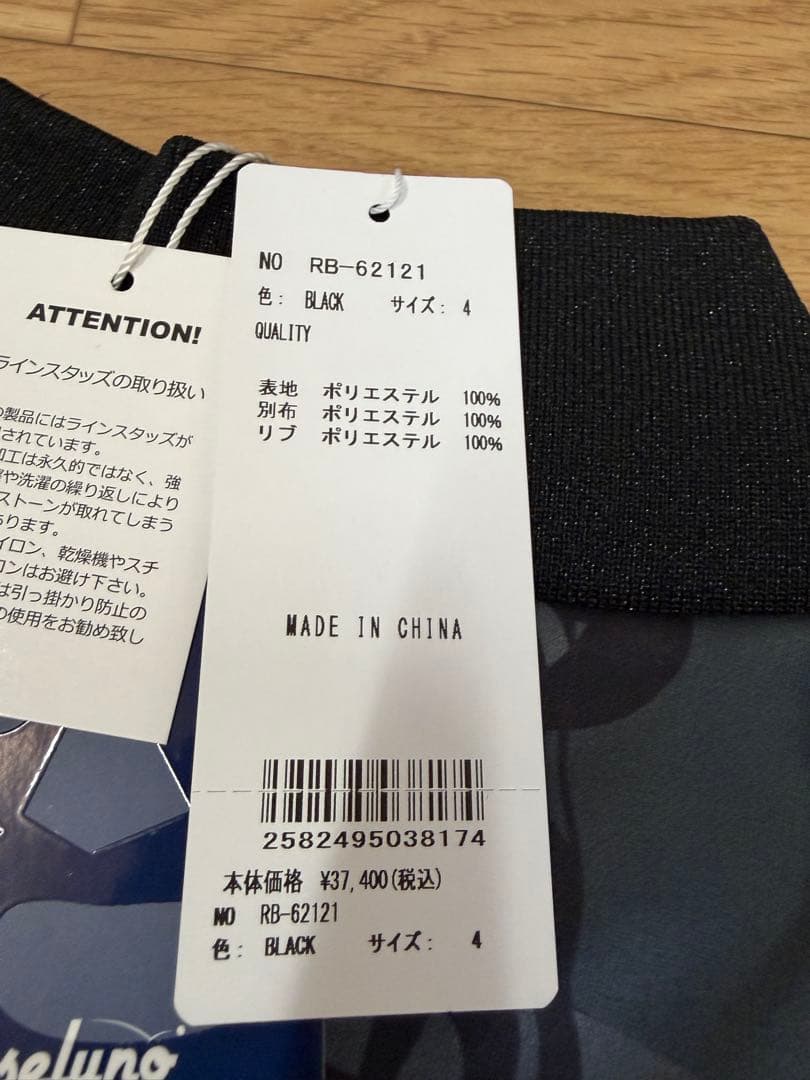 ATTENTION!
ラインスタッズの取り扱い
製品にはラインスタッズが
されています。
加工は永久的ではなく、強
や洗濯の繰り返しにより
ストーンが取れてしまう
あります。
イロン、乾燥機やスチ
ロンはお避け下さい。
は引っ掛かり防止の
の使用をお勧め致し
NO RB-62121
色: BLACK サイズ: 4
QUALITY
表地 ポリエステル 100%
別布 ポリエステル 100%
リブ ポリエステル 100%
MADE IN CHINA
2582495038174
本体価格 ¥37,400(税込)
NO RB-62121
色: BLACK サイズ: 4